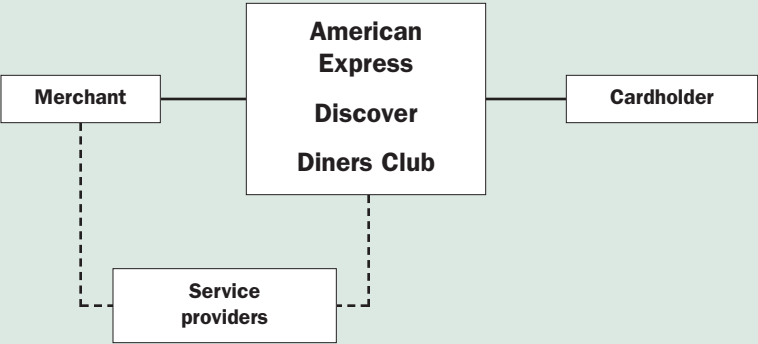 American
Express
Discover
Diners Club
Merchant
Cardholder
Service
providers